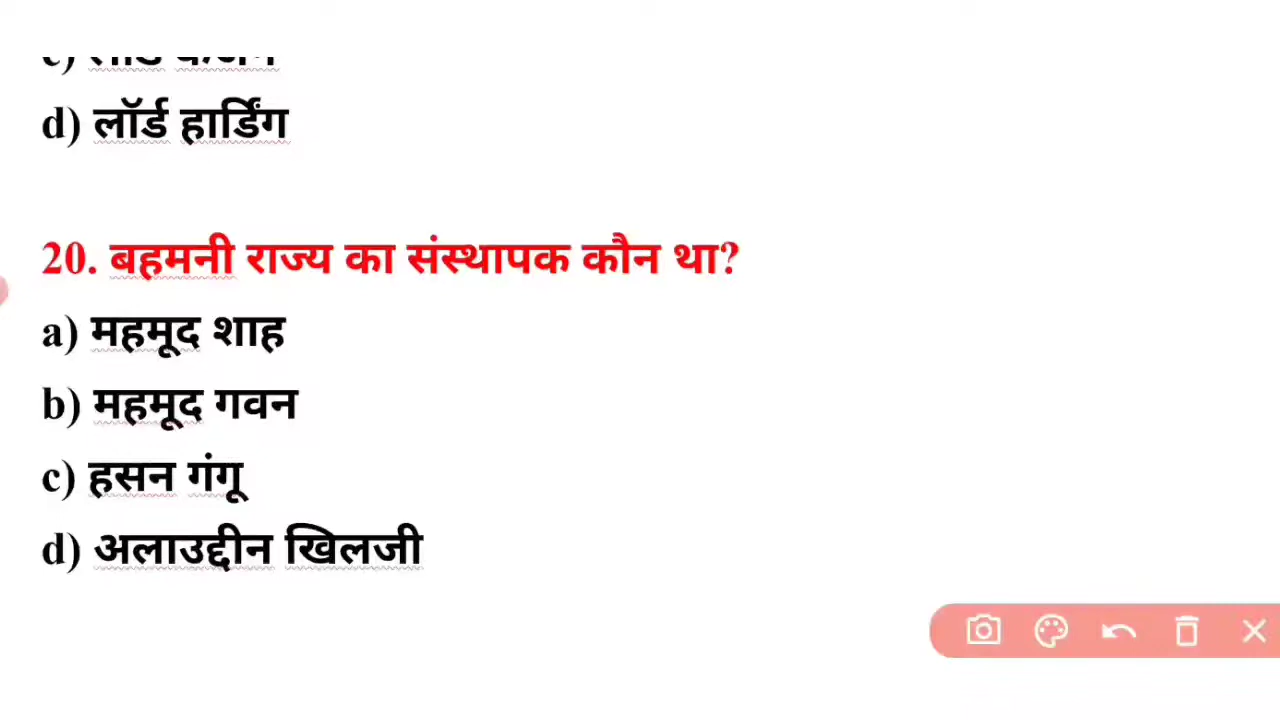 d) लॉर्ड हार्डिंग
20. बहमनी राज्य का संस्थापक कौन था?
a) महमूद शाह
b) महमूद गवन
c) हसन गंगू
d) अलाउद्दीन खिलजी